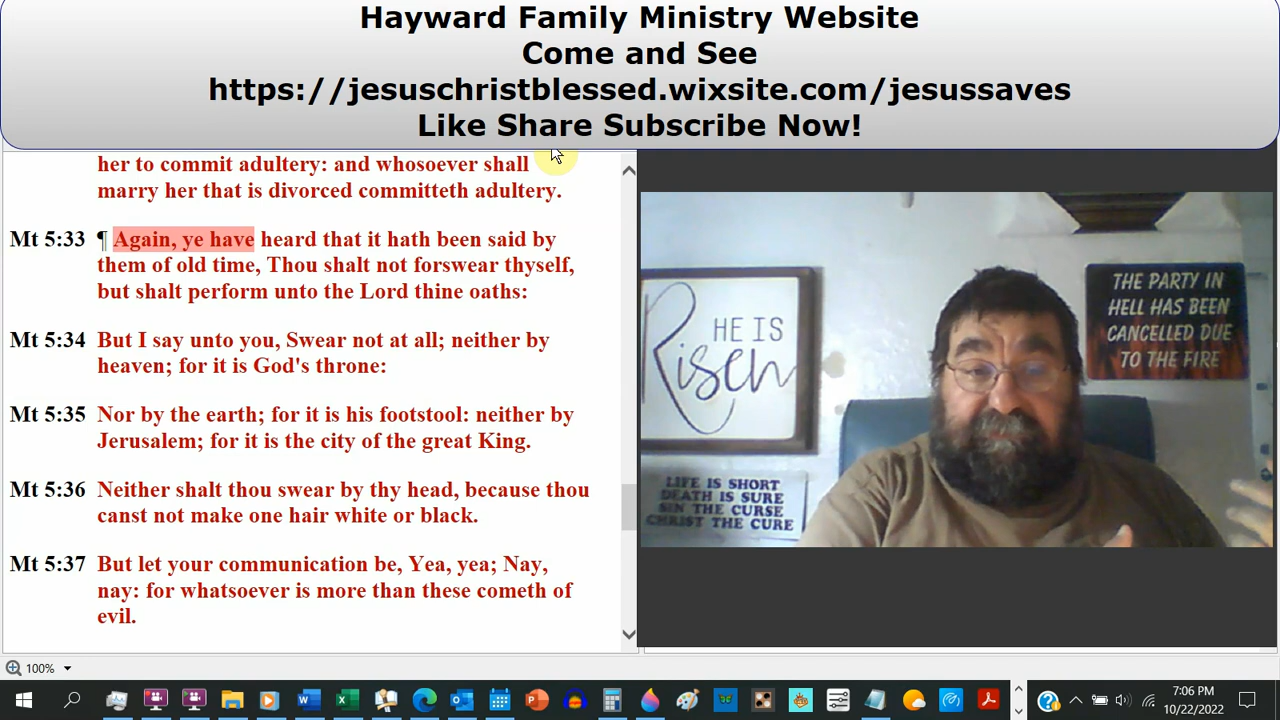 Hayward Family Ministry Website
Come and See
https://jesuschristblessed.wixsite.com/jesussaves
Like Share Subscribe Now!
her to commit adultery: and whosoever shall
marry her that is divorced committeth adultery.
Mt 5:33 ¶ Again, ye have heard that it hath been said by
them of old time, Thou shalt not forswear thyself,
but shalt perform unto the Lord thine oaths:
Mt 5:34 But I say unto you, Swear not at all; neither by
heaven; for it is God's throne:
Mt 5:35 Nor by the earth; for it is his footstool: neither by
Jerusalem; for it is the city of the great King.
Mt 5:36 Neither shalt thou swear by thy head, because thou
canst not make one hair white or black.
Mt 5:37 But let your communication be, Yea, yea; Nay,
nay: for whatsoever is more than these cometh of
evil.
HE IS
Risen
LIFE IS SHORT
DEATH IS SURE
SIN THE CURSE
CHRIST THE CURE
THE PARTY IN
HELL HAS BEEN
CANCELLED DUE
TO THE FIRE
100%
7:06 PM
10/22/2022